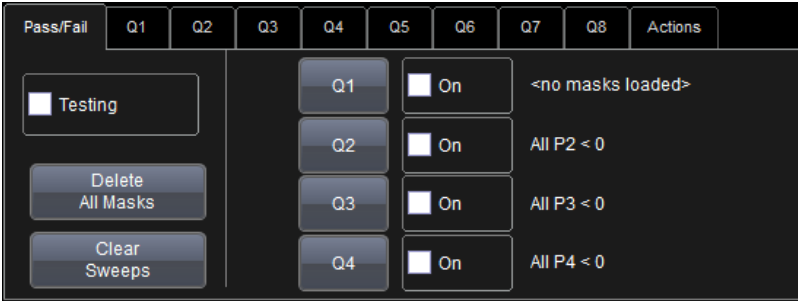 Pass/Fail Q1 Q2 Q3 Q4 Q5 Q6 Q7 Q8 Actions
Testing
Delete
All Masks
Clear
Sweeps
Q1 On <no masks loaded>
Q2 On All P2 < 0
Q3 On All P3 < 0
Q4 On All P4 < 0